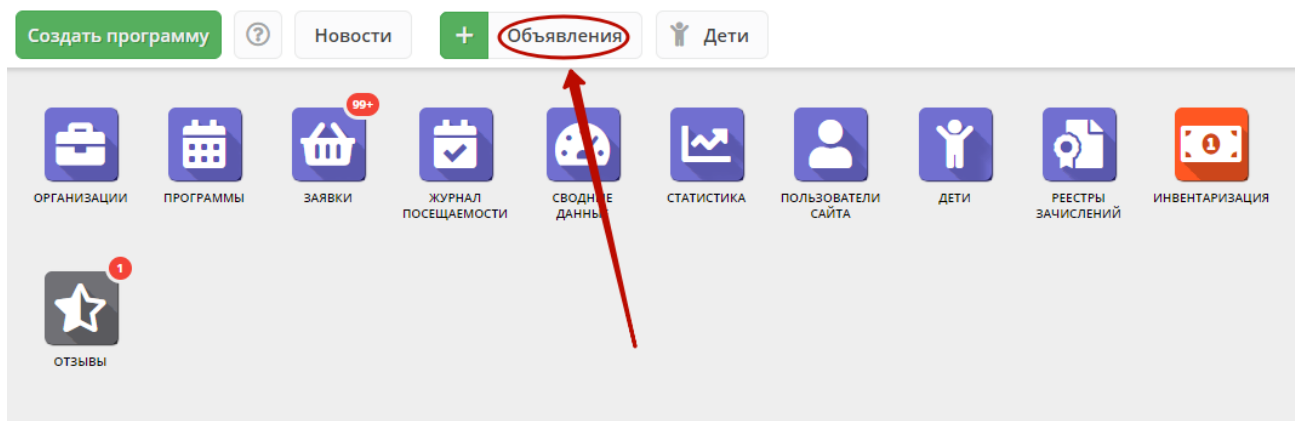 Создать программу
?
Новости
+ Объявления
Дети
99+
1
ОРГАНИЗАЦИИ
ПРОГРАММЫ
ЗАЯВКИ
ЖУРНАЛ
ПОСЕЩАЕМОСТИ
СВОДНЫЕ
ДАННЫЕ
СТАТИСТИКА
ПОЛЬЗОВАТЕЛИ
САЙТА
ДЕТИ
РЕЕСТРЫ
ЗАЧИСЛЕНИЙ
ИНВЕНТАРИЗАЦИЯ
1
ОТЗЫВЫ